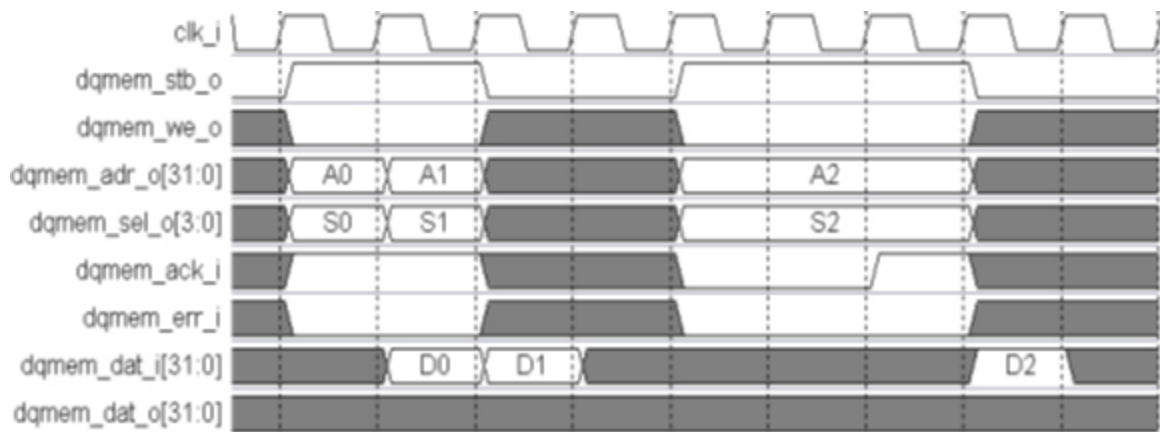 clk_i
dqmem_stb_o
dqmem_we_o
dqmem_adr_o[31:0] A0 A1 A2
dqmem_sel_o[3:0] S0 S1 S2
dqmem_ack_i
dqmem_err_i
dqmem_dat_i[31:0] D0 D1 D2
dqmem_dat_o[31:0]